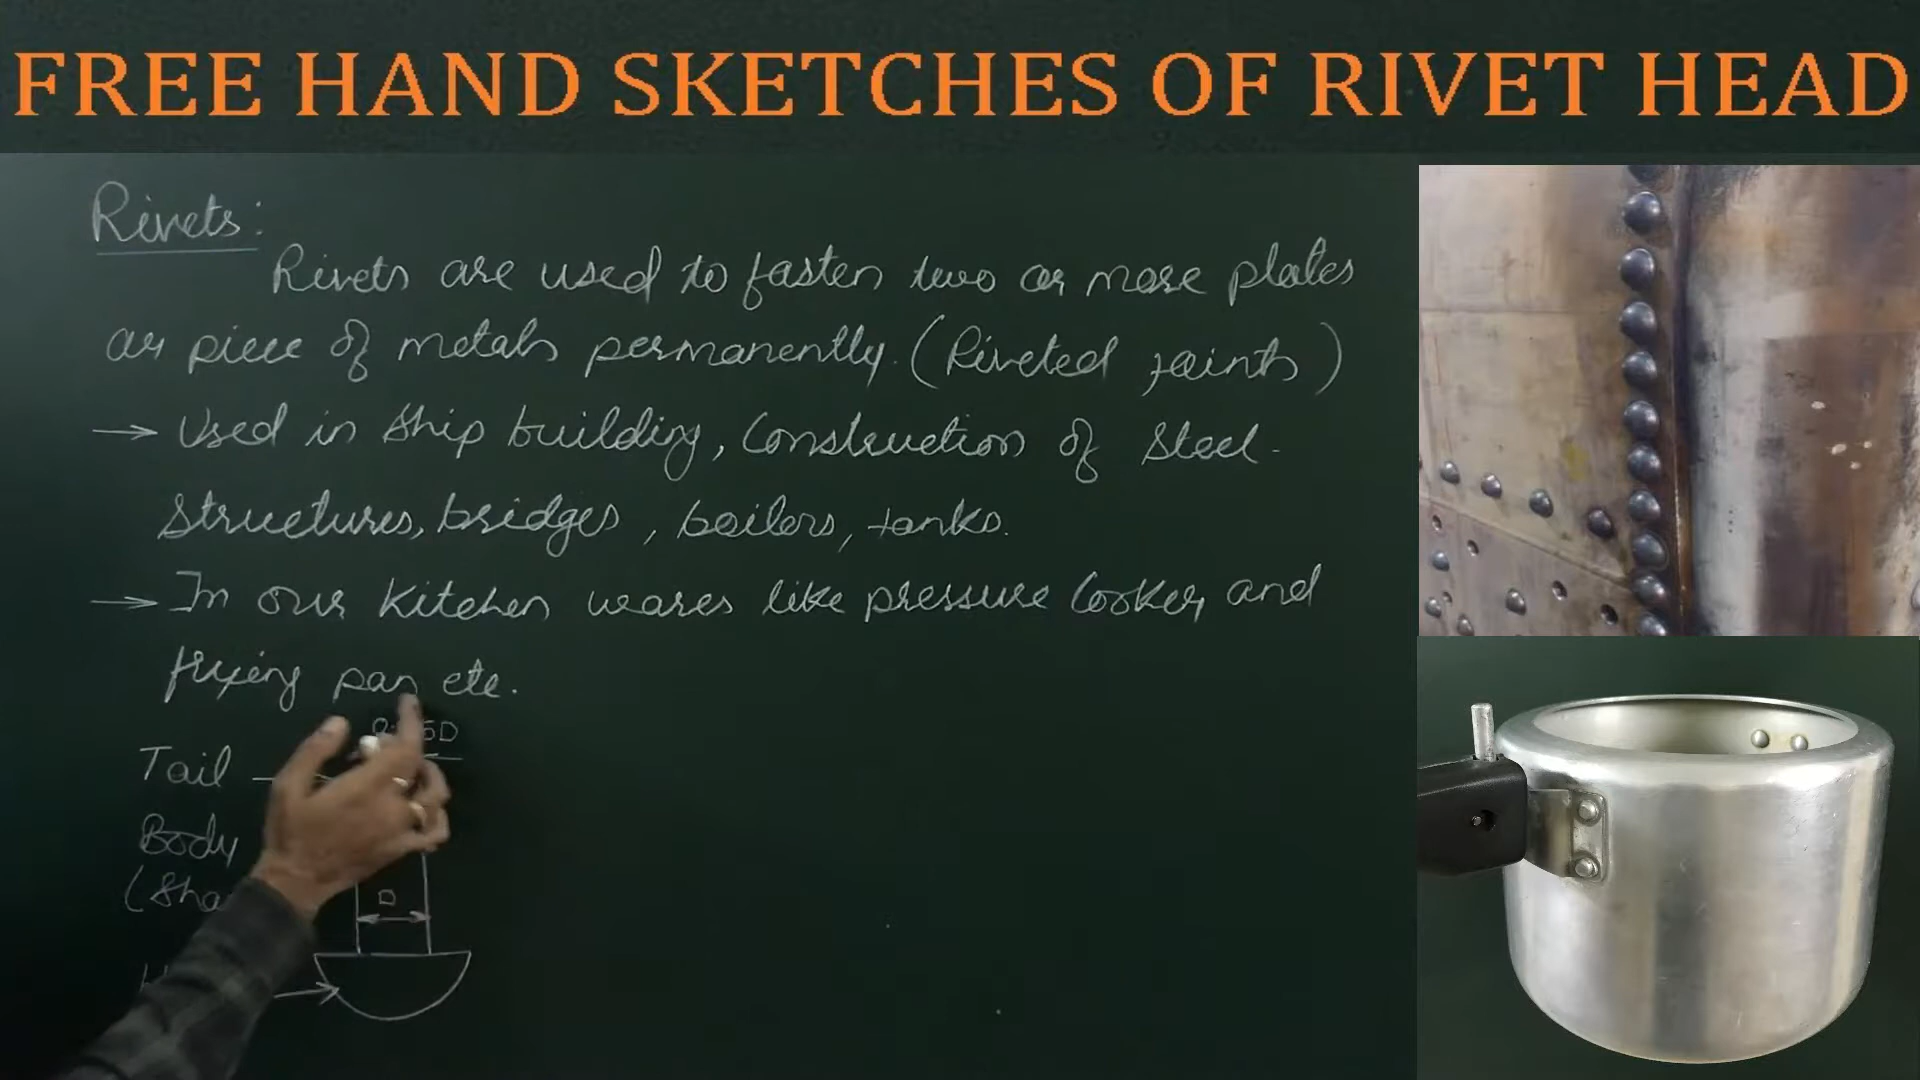 FREE HAND SKETCHES OF RIVET HEAD
Rivets:
Rivets are used to fasten two or more plates
or piece of metals permanently. (Riveted joints)
→ Used in ship building, Construction of Steel-
Structures, bridges, boilers, tanks.
→ In our Kitchen wares like pressure Cooker, and
frying pan etc.
Tail
Body
D